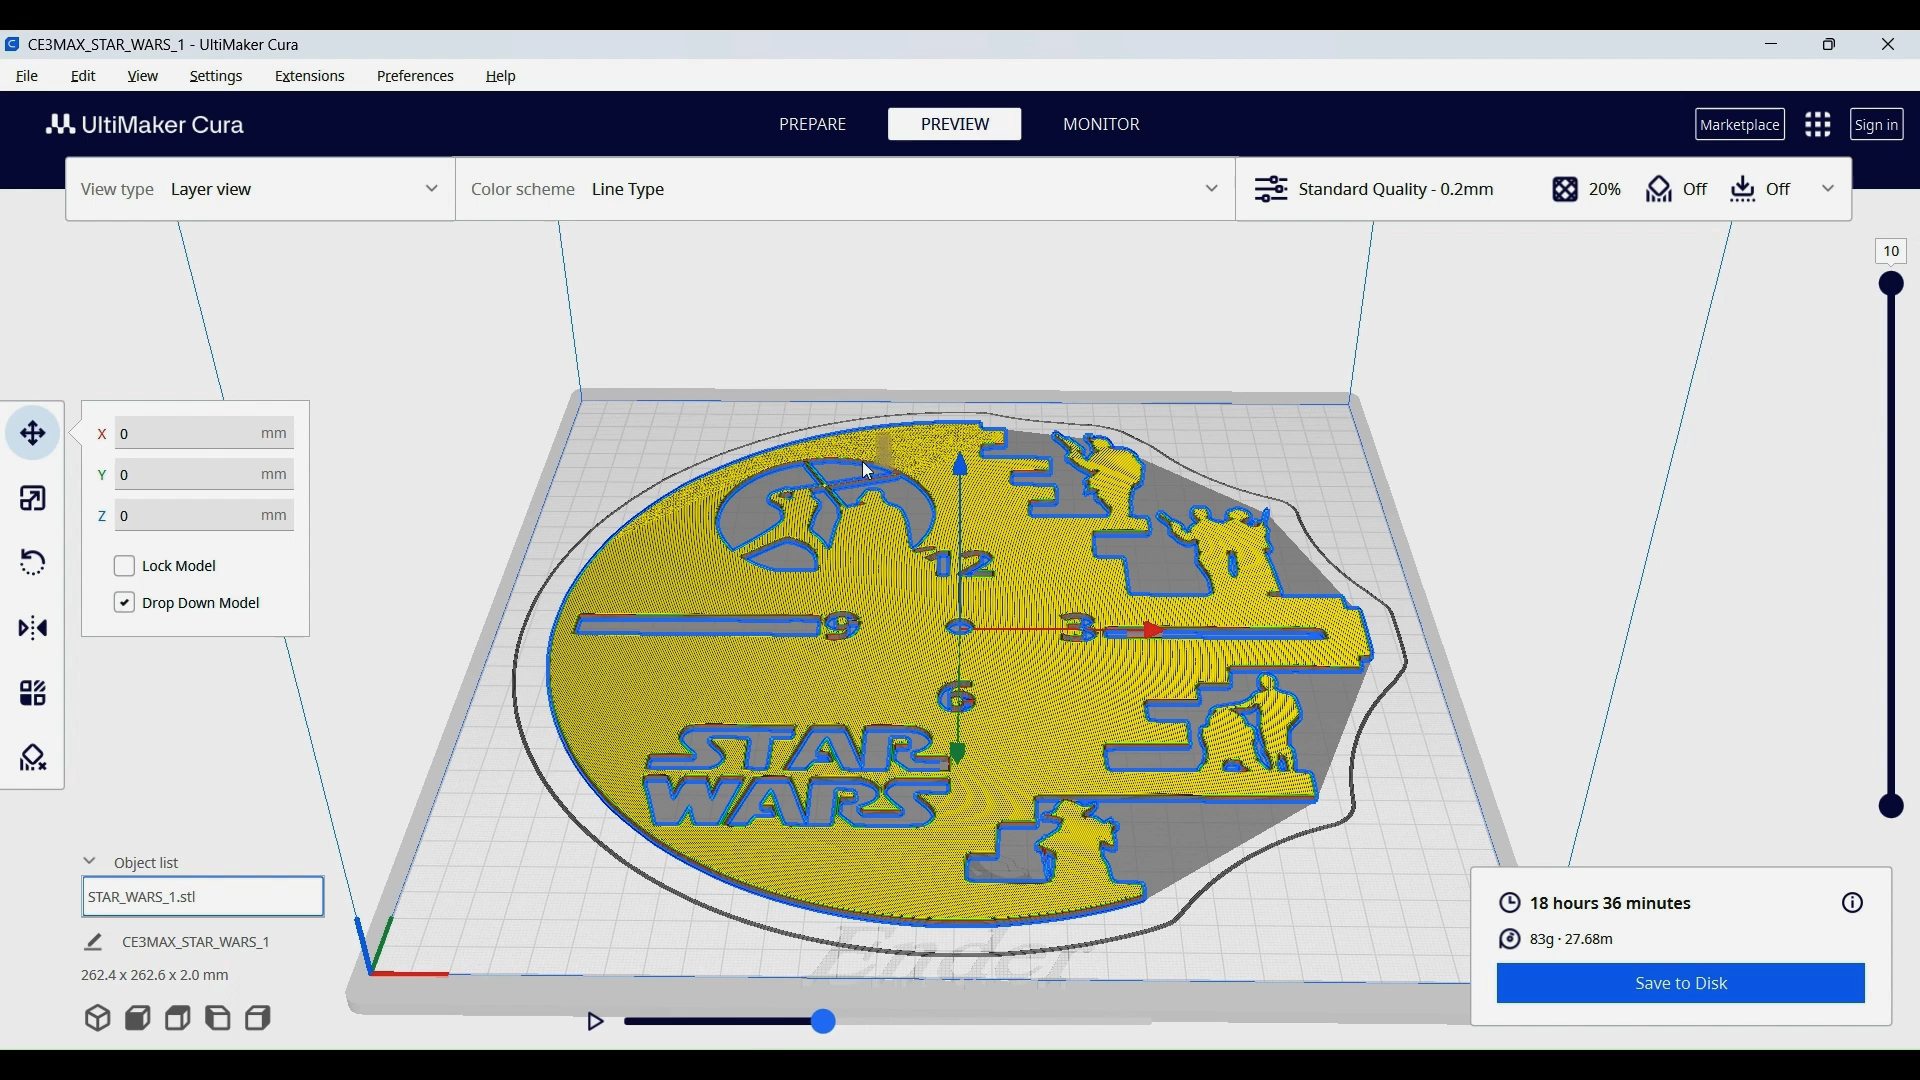 CE3MAX_STAR_WARS_1 - UltiMaker Cura
File Edit View Settings Extensions Preferences Help
UltiMaker Cura
PREPARE PREVIEW MONITOR
Marketplace
Sign in
View type Layer view
Color scheme Line Type
Standard Quality - 0.2mm
20%
Off
Off
10
X 0 mm
Y 0 mm
Z 0 mm
Lock Model
Drop Down Model
12
9
3
6
STAR
WARS
Ender
Object list
STAR_WARS_1.stl
CE3MAX_STAR_WARS_1
262.4 x 262.6 x 2.0 mm
18 hours 36 minutes
83g · 27.68m
Save to Disk